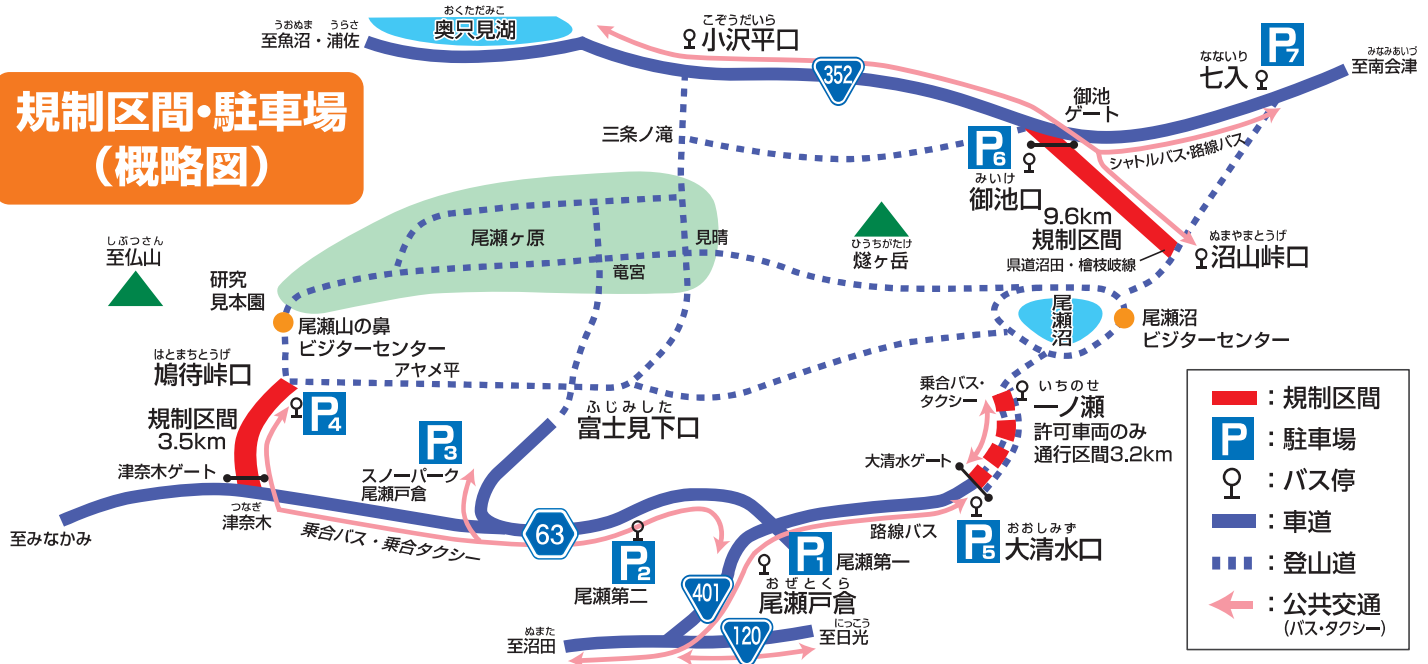 おくただみこ
奥只見湖
うおぬま うらさ
至魚沼・浦佐
こぞうだいら
小沢平口
352
なないり
七入
P7
みなみあいづ
至南会津
規制区間・駐車場
(概略図)
御池
ゲート
三条ノ滝
P6
みいけ
御池口
シャトルバス・路線バス
9.6km
規制区間
県道沼田・檜枝岐線
ぬまやまとうげ
沼山峠口
しぶつさん
至仏山
尾瀬ヶ原
見晴
竜宮
ひうちがたけ
燧ヶ岳
研究
見本園
尾瀬山の鼻
ビジターセンター
尾瀬沼
尾瀬沼
ビジターセンター
はとまちとうげ
鳩待峠口
アヤメ平
規制区間
3.5km
P4
P3
スノーパーク
尾瀬戸倉
ふじみした
富士見下口
乗合バス・
タクシー
いちのせ
一ノ瀬
許可車両のみ
通行区間3.2km
大清水ゲート
津奈木ゲート
つなぎ
津奈木
至みなかみ
乗合バス・乗合タクシー
63
P2
尾瀬第二
P1
尾瀬第一
路線バス
P5
おおしみず
大清水口
おぜとくら
尾瀬戸倉
401
120
ぬまた
至沼田
にっこう
至日光
:規制区間
P:駐車場
:バス停
:車道
:登山道
:公共交通
(バス・タクシー)